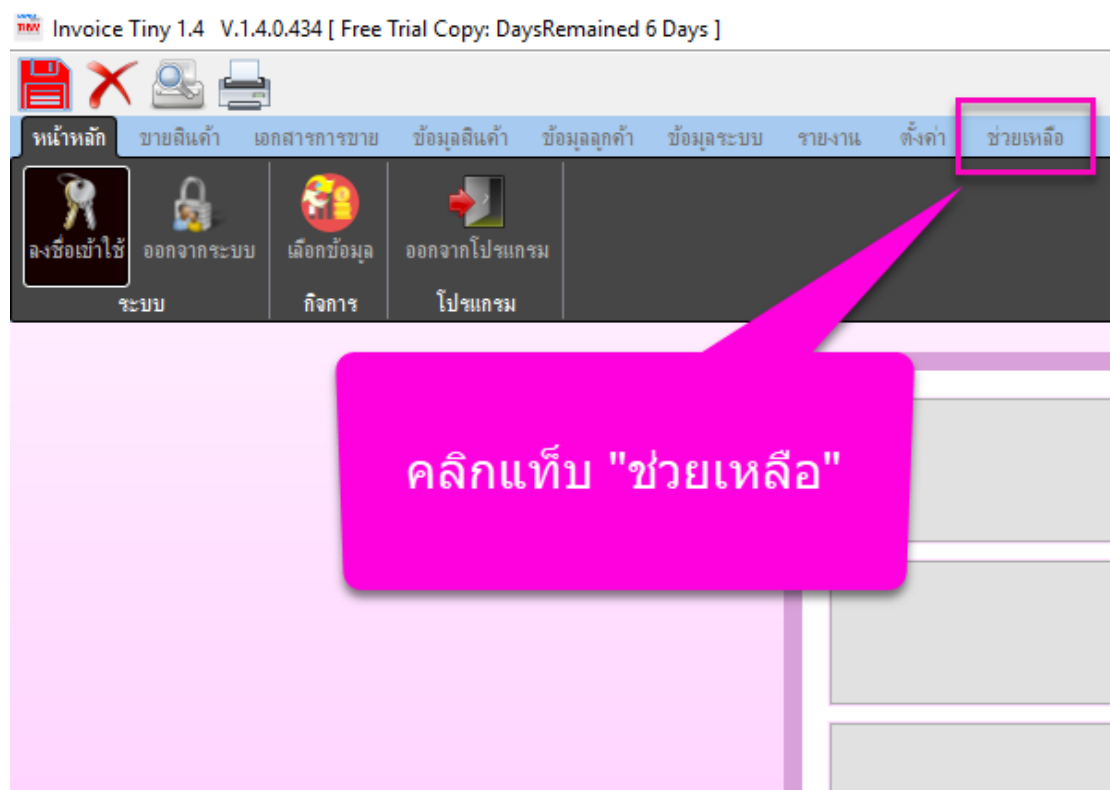 Invoice Tiny 1.4 V.1.4.0.434 [ Free Trial Copy: DaysRemained 6 Days ]
หน้าหลัก ขายสินค้า เอกสารการขาย ข้อมูลสินค้า ข้อมูลลูกค้า ข้อมูลระบบ รายงาน ตั้งค่า ช่วยเหลือ
ลงชื่อเข้าใช้ ออกจากระบบ เลือกข้อมูล ออกจากโปรแกรม
ระบบ กิจการ โปรแกรม
คลิกแท็บ "ช่วยเหลือ"